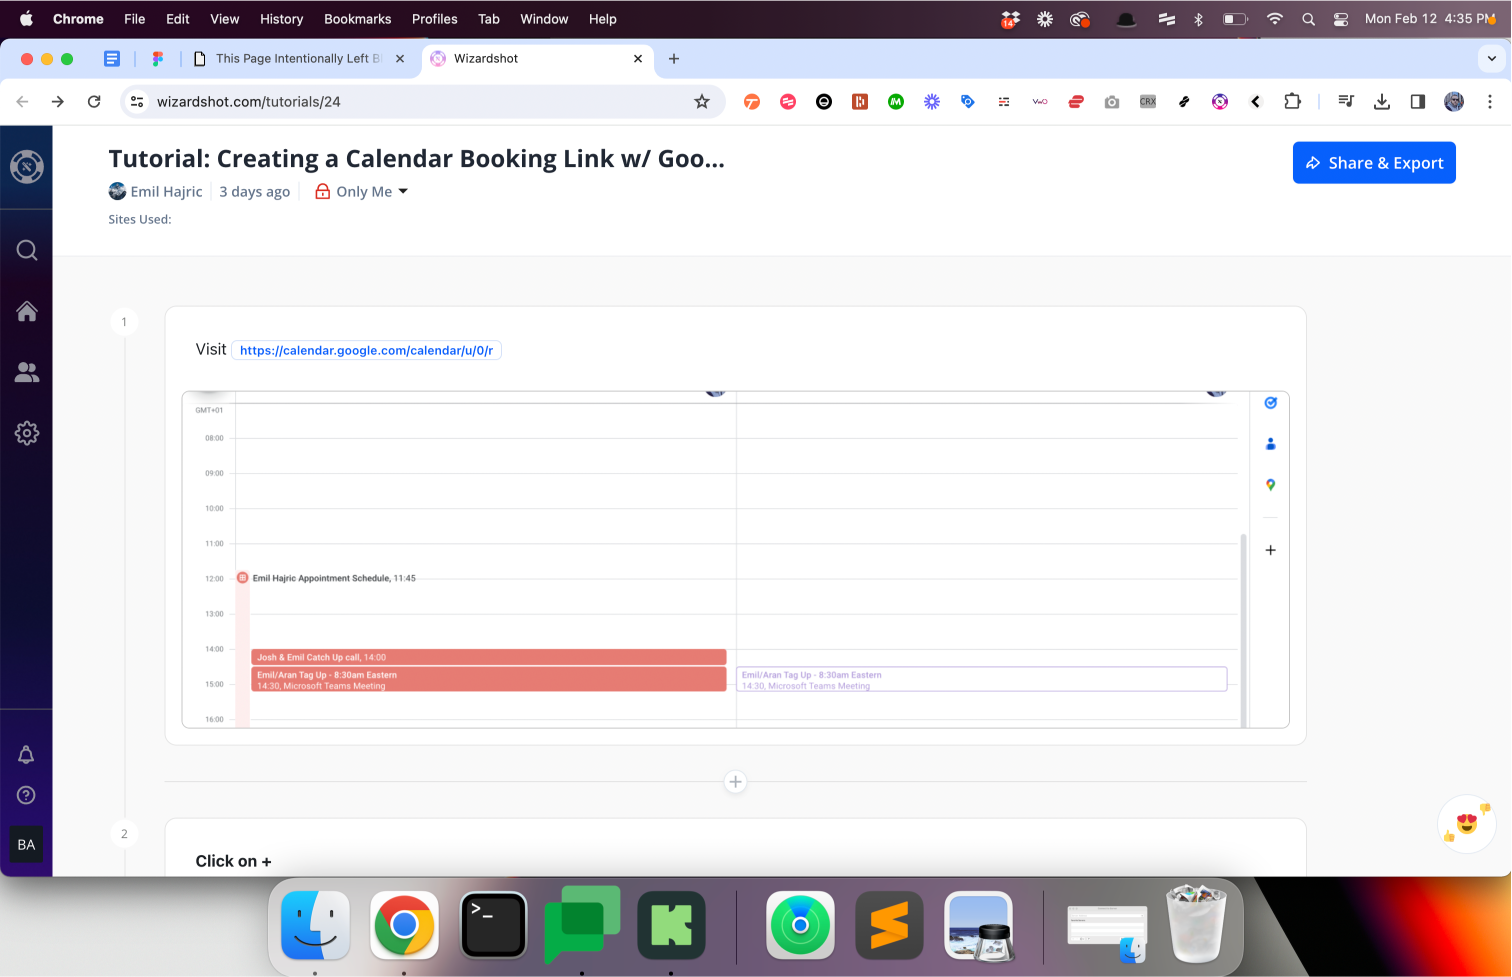 Chrome File Edit View History Bookmarks Profiles Tab Window Help
14
Mon Feb 12 4:35 PM
This Page Intentionally Left B
Wizardshot
wizardshot.com/tutorials/24
VWO
CRX
Tutorial: Creating a Calendar Booking Link w/ Goo...
Share & Export
Emil Hajric
3 days ago
Only Me
Sites Used:
1
Visit https://calendar.google.com/calendar/u/0/r
GMT+01
08:00
09:00
10:00
11:00
12:00
Emil Hajric Appointment Schedule, 11:45
13:00
14:00
Josh & Emil Catch Up call, 14:00
Emil/Aran Tag Up - 8:30am Eastern
14:30, Microsoft Teams Meeting
Emil/Aran Tag Up - 8:30am Eastern
14:30, Microsoft Teams Meeting
15:00
16:00
2
Click on +
BA